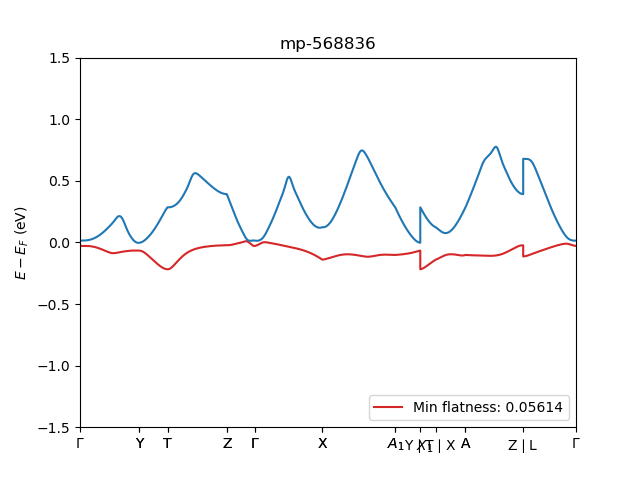 mp-568836
1.5
1.0
0.5
0.0
−0.5
−1.0
−1.5
E − E_F (eV)
Min flatness: 0.05614
Γ Y T Z Γ X A₁ Y A Z | L Γ
T | X